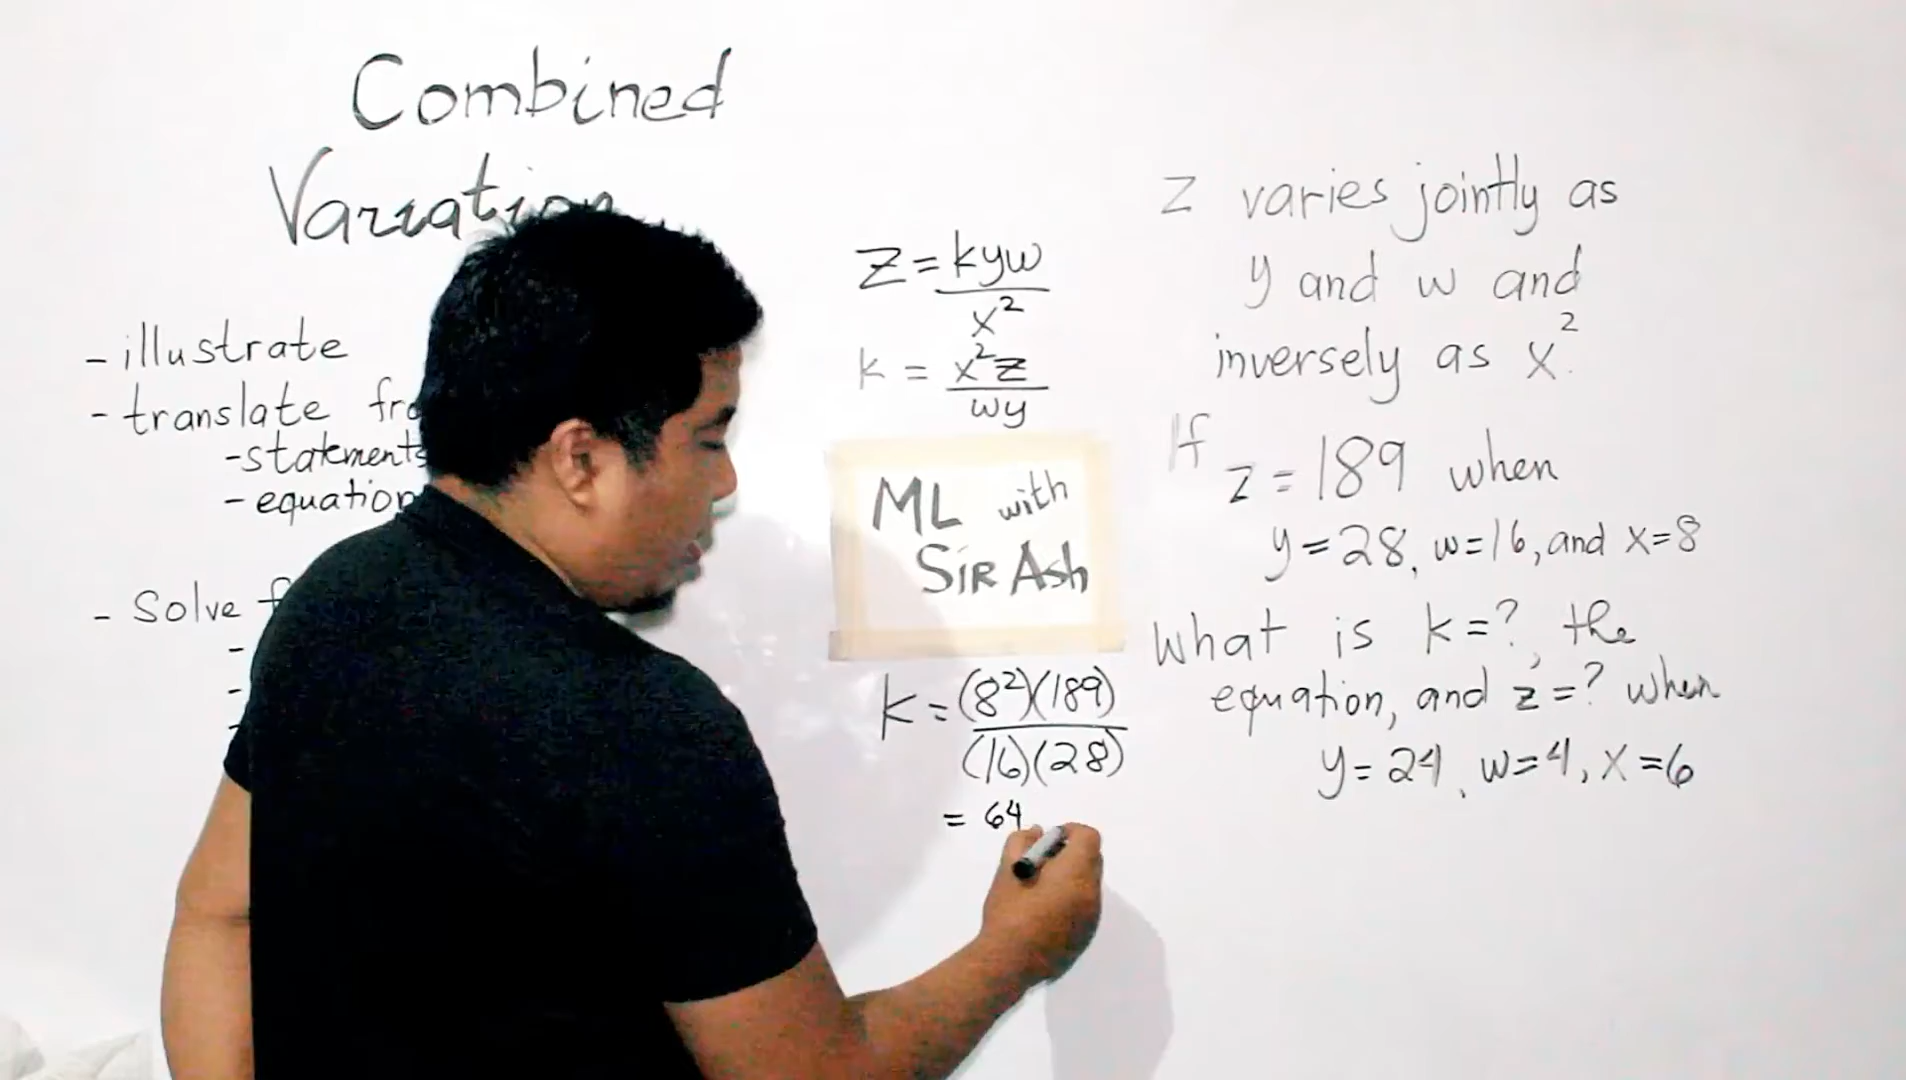 Combined
Variation
- illustrate
- translate fro
-statements
- equation
- Solve f
-
-
-
z = kyw
x²
k = x²z
wy
ML with
Sir Ash
k = (8²)(189)
(16)(28)
= 64
z varies jointly as
y and w and
inversely as x².
If z = 189 when
y = 28, w=16, and x=8
What is k=?, the
equation, and z=? when
y = 24, w=4, x=6